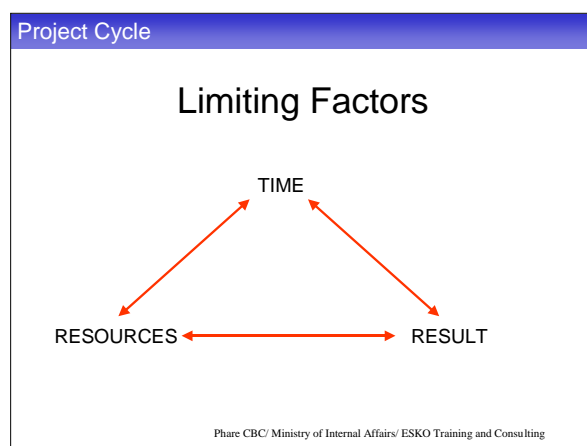 Project Cycle
Limiting Factors
TIME
RESOURCES RESULT
Phare CBC/ Ministry of Internal Affairs/ ESKO Training and Consulting